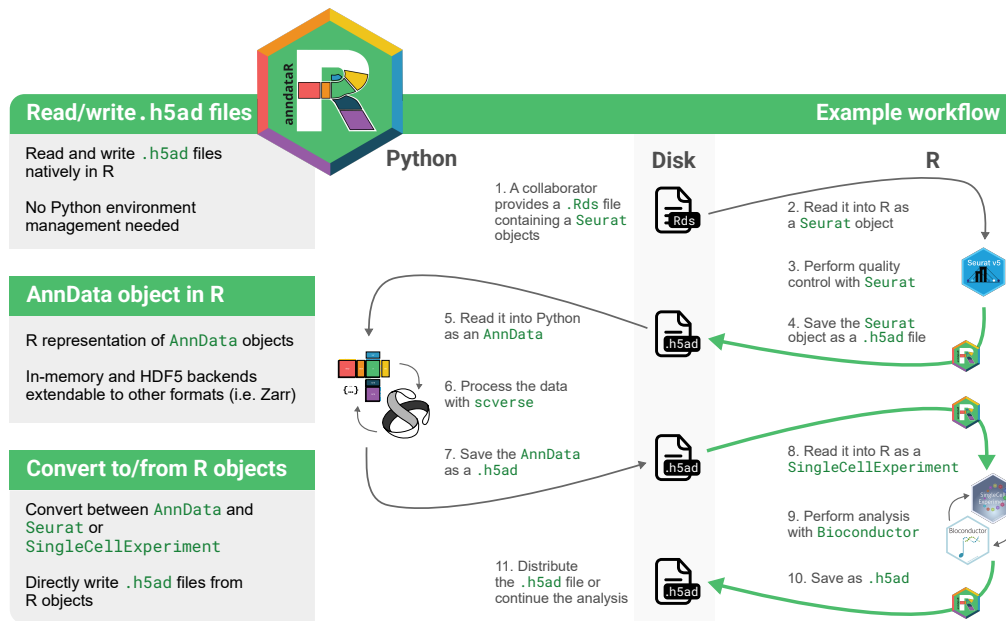 anndataR
Read/write .h5ad files
Example workflow
Read and write .h5ad files
natively in R
No Python environment
management needed
AnnData object in R
R representation of AnnData objects
In-memory and HDF5 backends
extendable to other formats (i.e. Zarr)
Convert to/from R objects
Convert between AnnData and
Seurat or
SingleCellExperiment
Directly write .h5ad files from
R objects
Python
Disk
R
1. A collaborator
provides a .Rds file
containing a Seurat
objects
Rds
2. Read it into R as
a Seurat object
Seurat v5
3. Perform quality
control with Seurat
4. Save the Seurat
object as a .h5ad file
R
.h5ad
5. Read it into Python
as an AnnData
{...}
6. Process the data
with scverse
7. Save the AnnData
as a .h5ad
.h5ad
R
8. Read it into R as a
SingleCellExperiment
SingleCell
Experiment
9. Perform analysis
with Bioconductor
Bioconductor
10. Save as .h5ad
R
.h5ad
11. Distribute
the .h5ad file or
continue the analysis